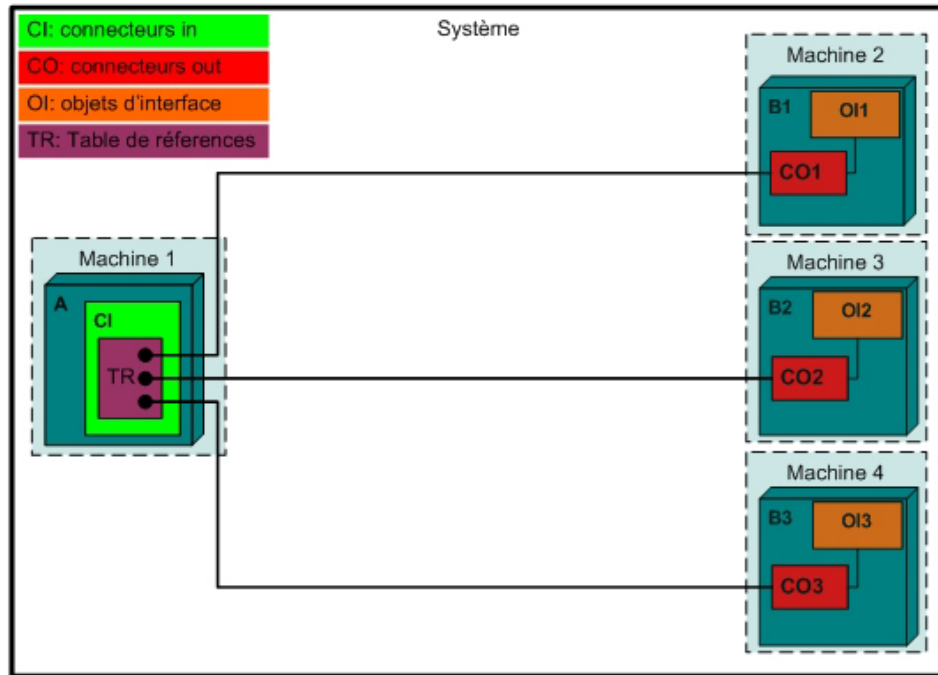 CI: connecteurs in
CO: connecteurs out
OI: objets d'interface
TR: Table de réferences
Système
Machine 1
A
CI
TR
Machine 2
B1
OI1
CO1
Machine 3
B2
OI2
CO2
Machine 4
B3
OI3
CO3